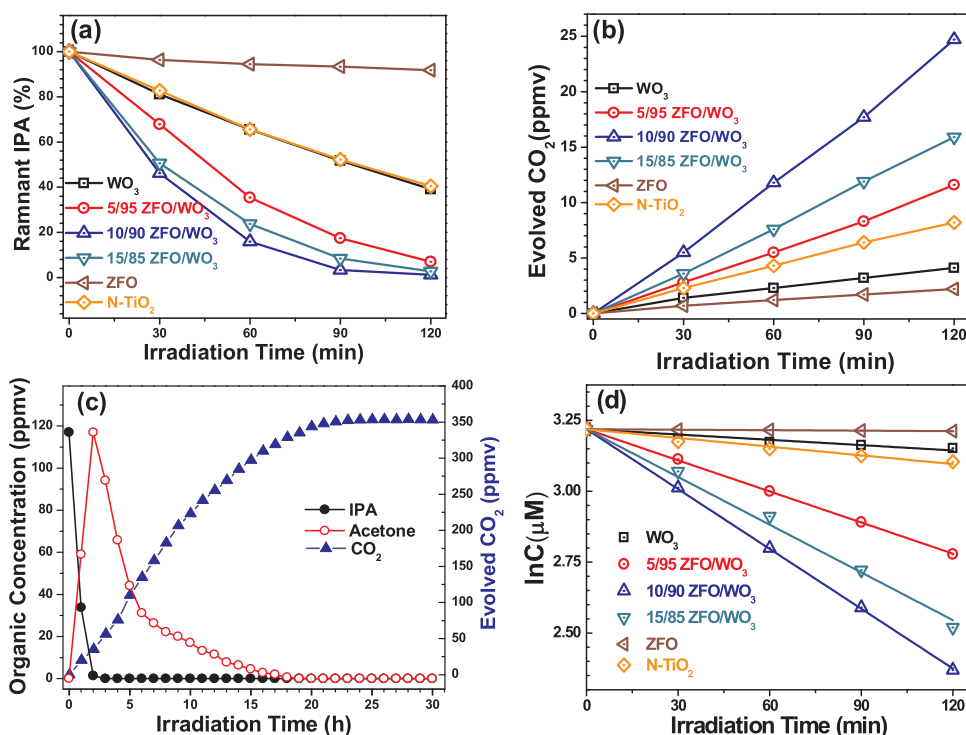 (a)
Ramnant IPA (%)
100
80
60
40
20
0
WO3
5/95 ZFO/WO3
10/90 ZFO/WO3
15/85 ZFO/WO3
ZFO
N-TiO2
0 30 60 90 120
Irradiation Time (min)
(b)
Evolved CO2(ppmv)
25
20
15
10
5
0
WO3
5/95 ZFO/WO3
10/90 ZFO/WO3
15/85 ZFO/WO3
ZFO
N-TiO2
0 30 60 90 120
Irradiation Time (min)
(c)
Organic Concentration (ppmv)
120
100
80
60
40
20
0
IPA
Acetone
CO2
400
350
300
250
200
150
100
50
0
Evolved CO2 (ppmv)
0 5 10 15 20 25 30
Irradiation Time (h)
(d)
lnC(μM)
3.25
3.00
2.75
2.50
WO3
5/95 ZFO/WO3
10/90 ZFO/WO3
15/85 ZFO/WO3
ZFO
N-TiO2
0 30 60 90 120
Irradiation Time (min)